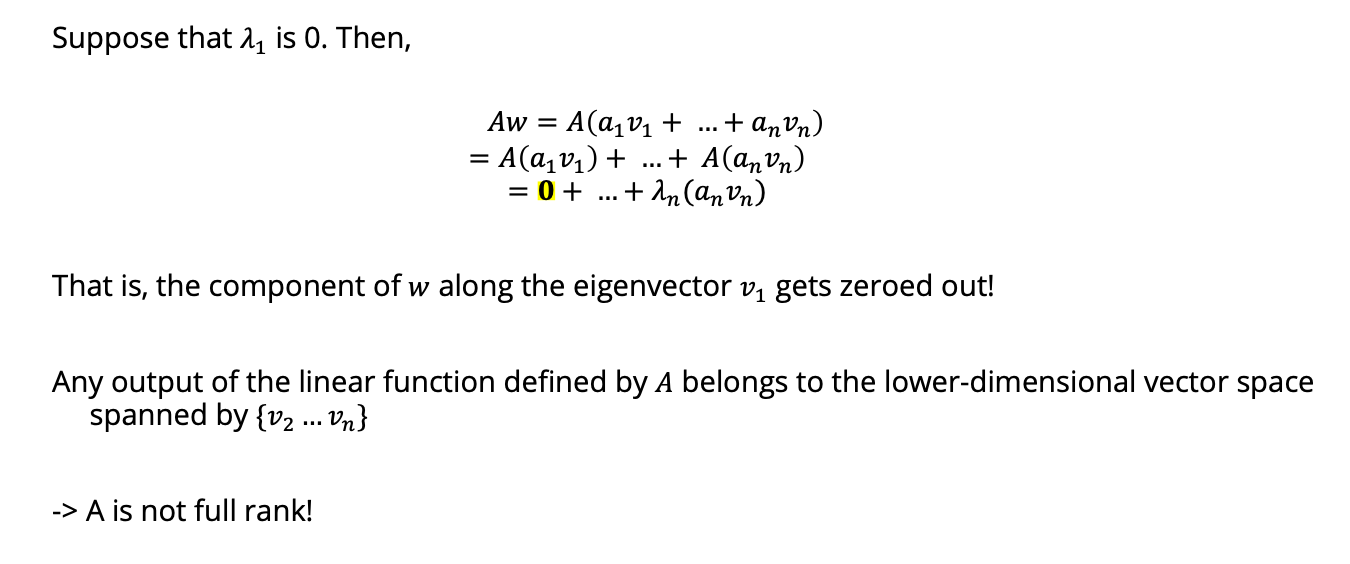 Suppose that λ₁ is 0. Then,
Aw = A(a₁v₁ + … + aₙvₙ)
= A(a₁v₁) + … + A(aₙvₙ)
= 0 + … + λₙ(aₙvₙ)
That is, the component of w along the eigenvector v₁ gets zeroed out!
Any output of the linear function defined by A belongs to the lower-dimensional vector space
spanned by {v₂ … vₙ}
-> A is not full rank!